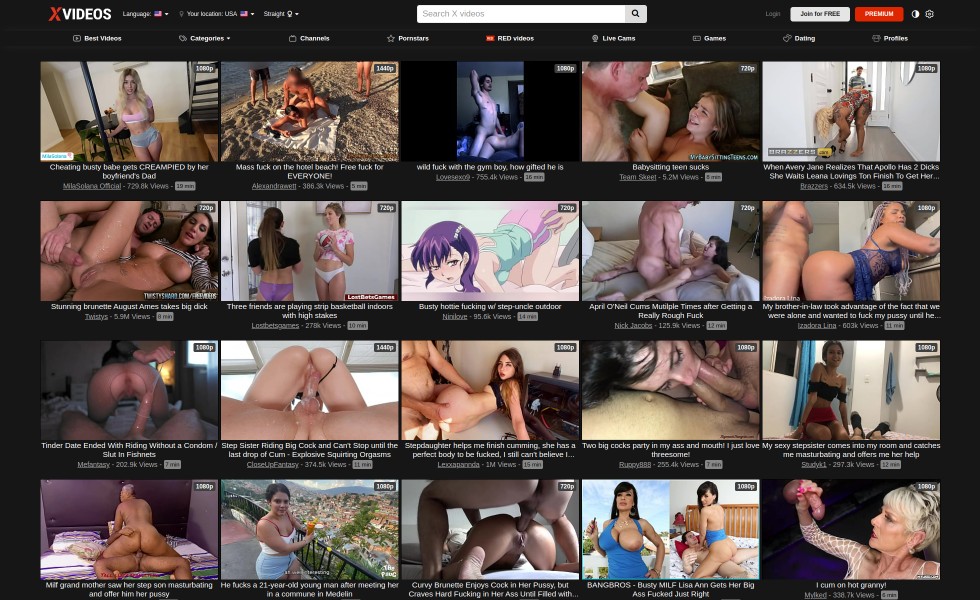 XVIDEOS
Language:
Your location: USA
Straight
Search X videos
Login
Join for FREE
PREMIUM
Best Videos
Categories
Channels
Pornstars
RED videos
Live Cams
Games
Dating
Profiles
1080p
1440p
1080p
720p
1080p
MYBABYSITTINGTEENS.COM
BRAZZERS
Cheating busty babe gets CREAMPIED by her
boyfriend's Dad
MilaSolana Official - 729.8k Views -
Mass fuck on the hotel beach! Free fuck for
EVERYONE!
Alexandrawett - 386.3k Views - 5 min
wild fuck with the gym boy, how gifted he is
Lovesexo9 - 755.4k Views -
Babysitting teen sucks
Team Skeet - 5.2M Views -
When Avery Jane Realizes That Apollo Has 2 Dicks
She Waits Leana Lovings Ton Finish To Get Her...
Brazzers - 634.5k Views - 16 min
720p
720p
720p
720p
1080p
LostBetsGames
Izadora Lina
Stunning brunette August Ames takes big dick
Twistys - 5.9M Views - 8 min
Three friends are playing strip basketball indoors
with high stakes
Lostbetsgames - 278k Views - 10 min
Busty hottie fucking w/ step-uncle outdoor
Ninilove - 95.6k Views - 14 min
April O'Neil Cums Mutilple Times after Getting a
Really Rough Fuck
Nick Jacobs - 125.9k Views - 12 min
My brother-in-law took advantage of the fact that we
were alone and wanted to fuck my pussy until he...
Izadora Lina - 603k Views - 11 min
1080p
1440p
1080p
1080p
1080p
Tinder Date Ended With Riding Without a Condom /
Slut In Fishnets
Mefantasy - 202.9k Views - 7 min
Step Sister Riding Big Cock and Can't Stop until the
last drop of Cum - Explosive Squirting Orgasms
CloseUpFantasy - 374.5k Views - 11 min
Stepdaughter helps me finish cumming, she has a
perfect body to be fucked, I still can't believe I...
Lexxapannda - 1M Views - 15 min
Two big cocks party in my ass and mouth! I just love
threesome!
Ruppy888 - 255.4k Views - 7 min
My sexy stepsister comes into my room and catches
me masturbating and offers me her help
Studyk1 - 297.3k Views - 12 min
1080p
1080p
720p
1080p
1080p
Milf grand mother saw her step son masturbating
and offer him her pussy
He fucks a 21-year-old young man after meeting her
in a commune in Medelin
Curvy Brunette Enjoys Cock in Her Pussy, but
Craves Hard Fucking in Her Ass Until Filled with...
BANGBROS - Busty MILF Lisa Ann Gets Her Big
Ass Fucked Just Right
I cum on hot granny!
Mylked - 338.7k Views -